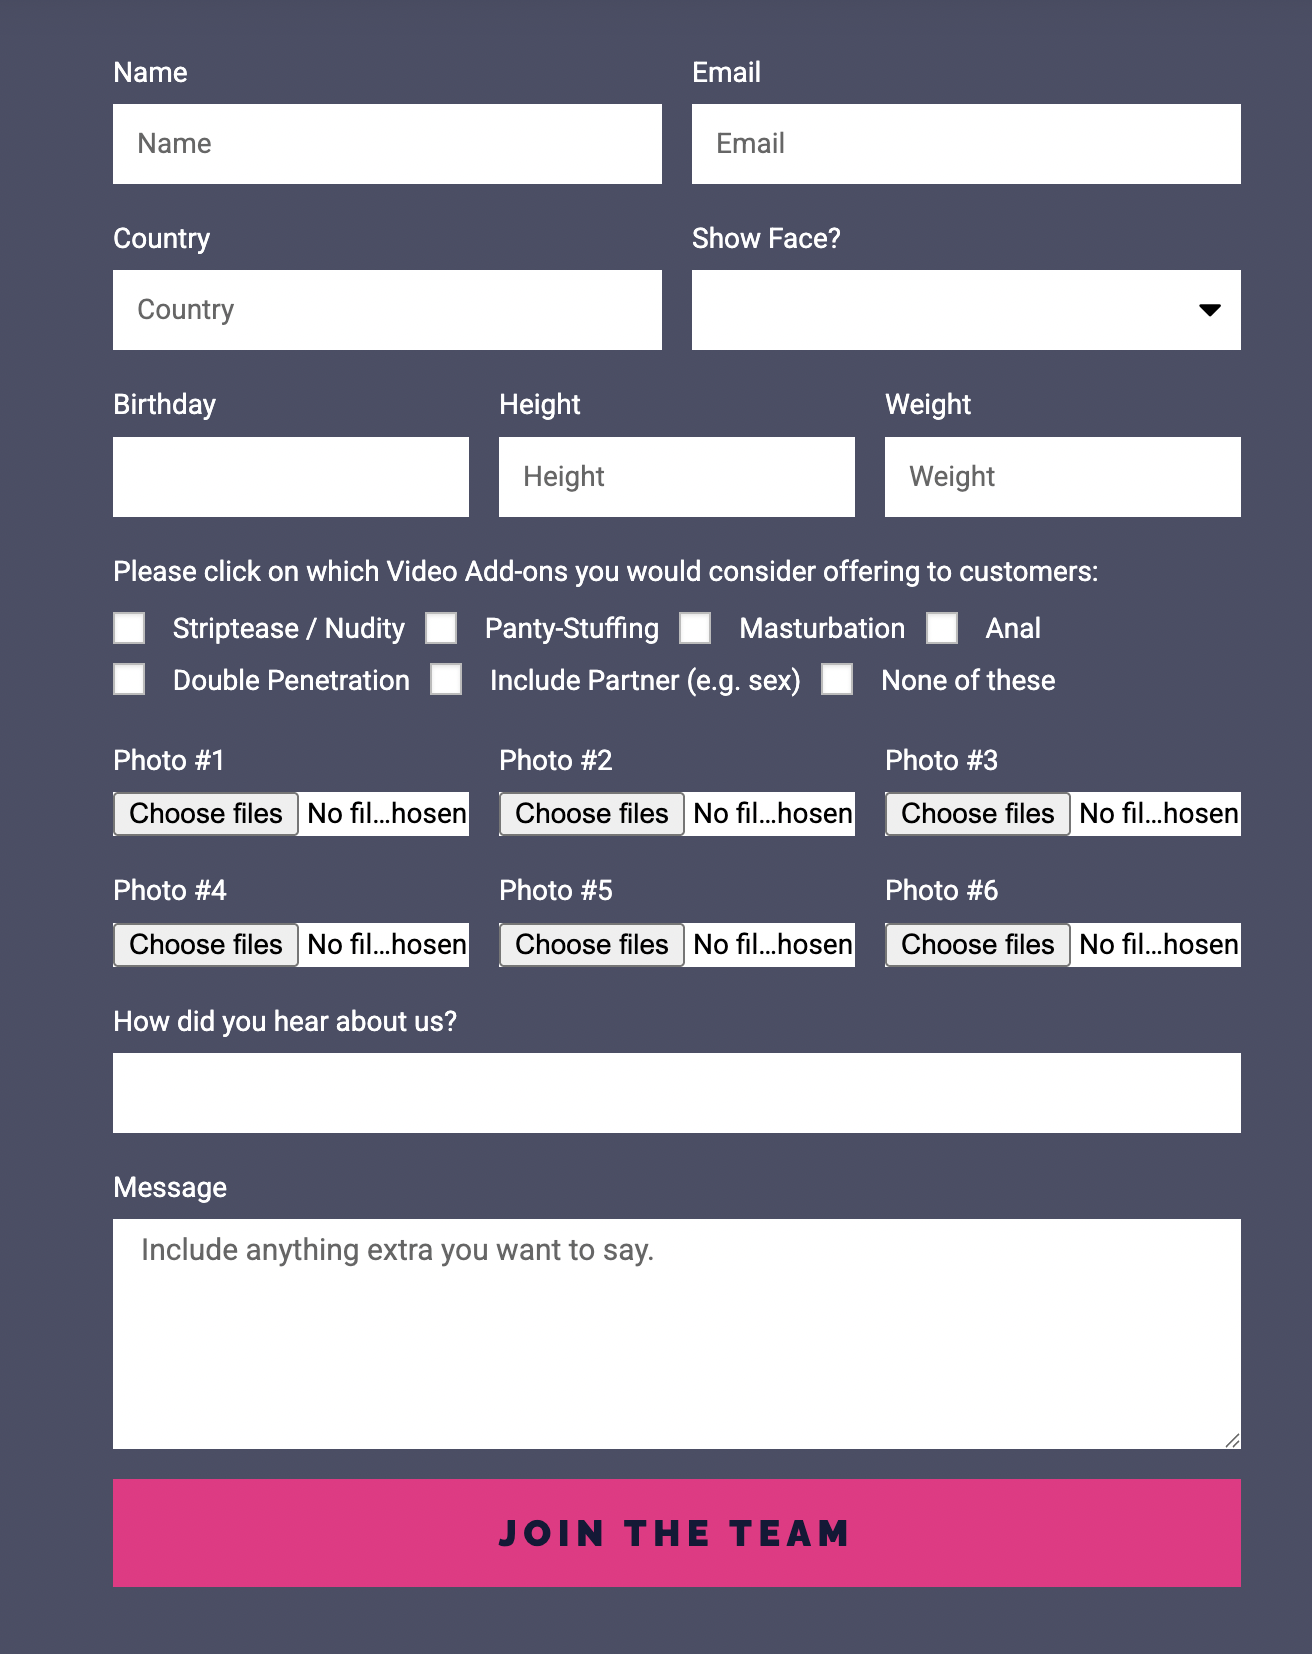 Name Email
Name Email
Country Show Face?
Country
Birthday Height Weight
Height Weight
Please click on which Video Add-ons you would consider offering to customers:
Striptease / Nudity Panty-Stuffing Masturbation Anal
Double Penetration Include Partner (e.g. sex) None of these
Photo #1 Photo #2 Photo #3
Choose files No fil...hosen Choose files No fil...hosen Choose files No fil...hosen
Photo #4 Photo #5 Photo #6
Choose files No fil...hosen Choose files No fil...hosen Choose files No fil...hosen
How did you hear about us?
Message
Include anything extra you want to say.
JOIN THE TEAM